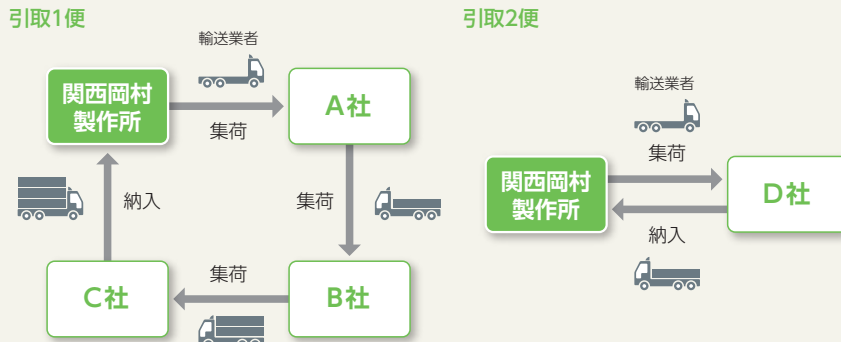 引取1便
輸送業者
関西岡村
製作所
集荷
A社
集荷
B社
集荷
C社
納入
引取2便
輸送業者
集荷
関西岡村
製作所
D社
納入